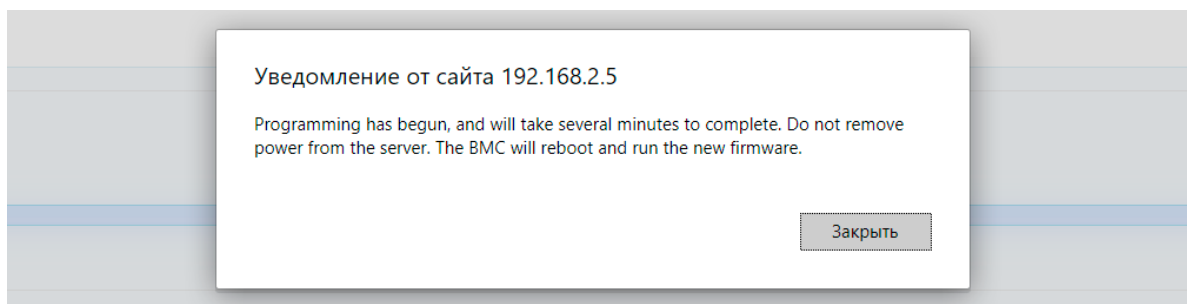 Уведомление от сайта 192.168.2.5
Programming has begun, and will take several minutes to complete. Do not remove
power from the server. The BMC will reboot and run the new firmware.
Закрыть